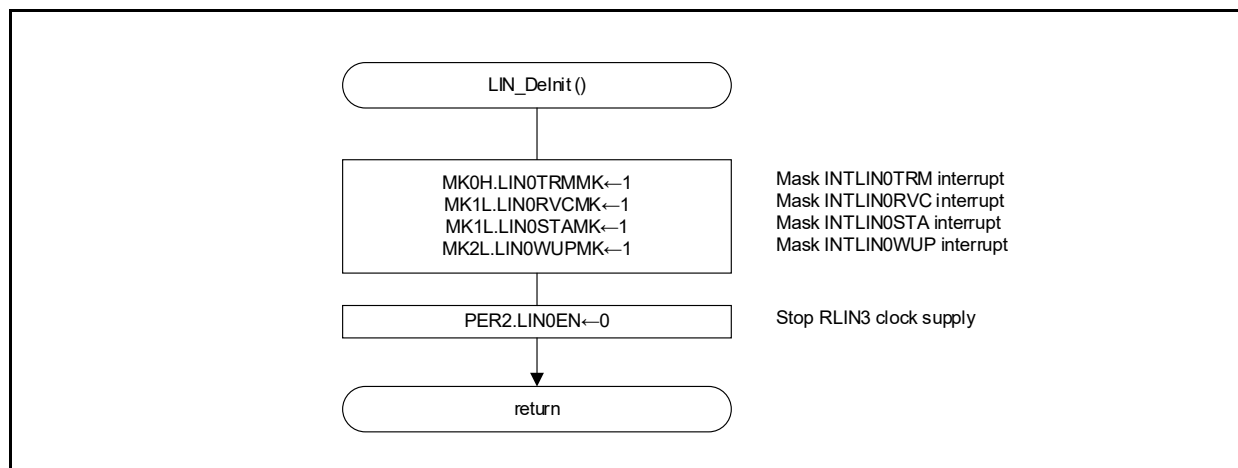 LIN_DeInit ()
MK0H.LIN0TRMMK←1
Mask INTLIN0TRM interrupt
MK1L.LIN0RVCMK←1
Mask INTLIN0RVC interrupt
MK1L.LIN0STAMK←1
Mask INTLIN0STA interrupt
MK2L.LIN0WUPMK←1
Mask INTLIN0WUP interrupt
PER2.LIN0EN←0
Stop RLIN3 clock supply
return